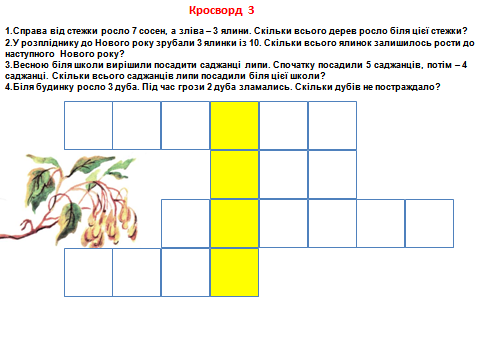 Кросворд 3
1.Справа від стежки росло 7 сосен, а зліва – 3 ялини. Скільки всього дерев росло біля цієї стежки?
2.У розпліднику до Нового року зрубали 3 ялинки із 10. Скільки всього ялинок залишилось рости до
наступного Нового року?
3.Весною біля школи вирішили посадити саджанці липи. Спочатку посадили 5 саджанців, потім – 4
саджанці. Скільки всього саджанців липи посадили біля цієї школи?
4.Біля будинку росло 3 дуба. Під час грози 2 дуба зламались. Скільки дубів не постраждало?